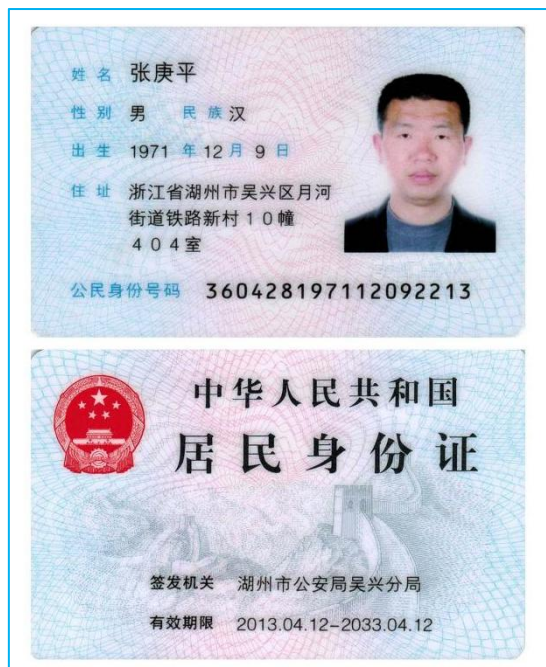 姓名 张庚平
性别 男 民族 汉
出生 1971 年 12 月 9 日
住址 浙江省湖州市吴兴区月河
街道铁路新村10幢
404室
公民身份号码 360428197112092213
中华人民共和国
居民身份证
签发机关 湖州市公安局吴兴分局
有效期限 2013.04.12-2033.04.12